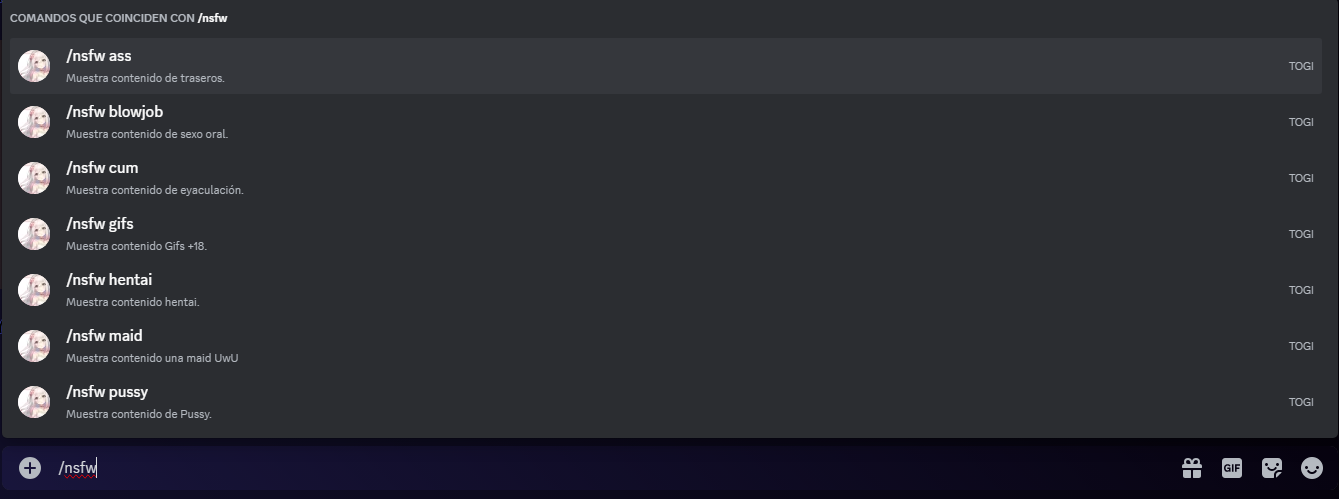 COMANDOS QUE COINCIDEN CON /nsfw
/nsfw ass
Muestra contenido de traseros.
TOGI
/nsfw blowjob
Muestra contenido de sexo oral.
TOGI
/nsfw cum
Muestra contenido de eyaculación.
TOGI
/nsfw gifs
Muestra contenido Gifs +18.
TOGI
/nsfw hentai
Muestra contenido hentai.
TOGI
/nsfw maid
Muestra contenido una maid UwU
TOGI
/nsfw pussy
Muestra contenido de Pussy.
TOGI
/nsfw
GIF